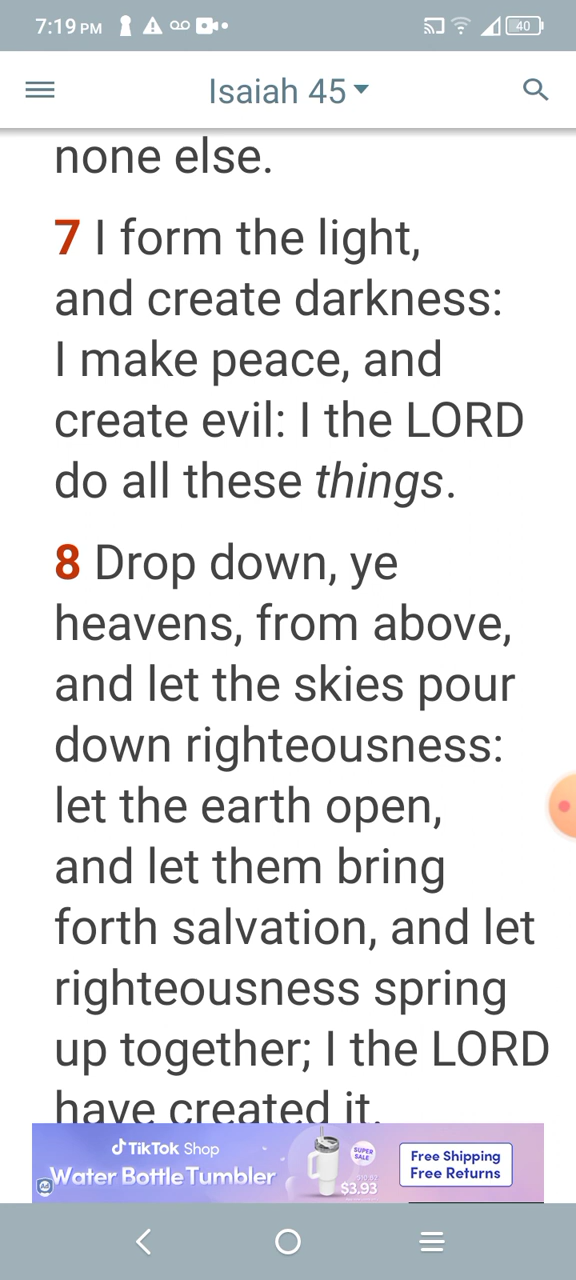 7:19 PM
40
Isaiah 45
none else.
7 I form the light,
and create darkness:
I make peace, and
create evil: I the LORD
do all these things.
8 Drop down, ye
heavens, from above,
and let the skies pour
down righteousness:
let the earth open,
and let them bring
forth salvation, and let
righteousness spring
up together; I the LORD
have created it.
TikTok Shop
Water Bottle Tumbler
SUPER
SALE
$3.93
Free Shipping
Free Returns